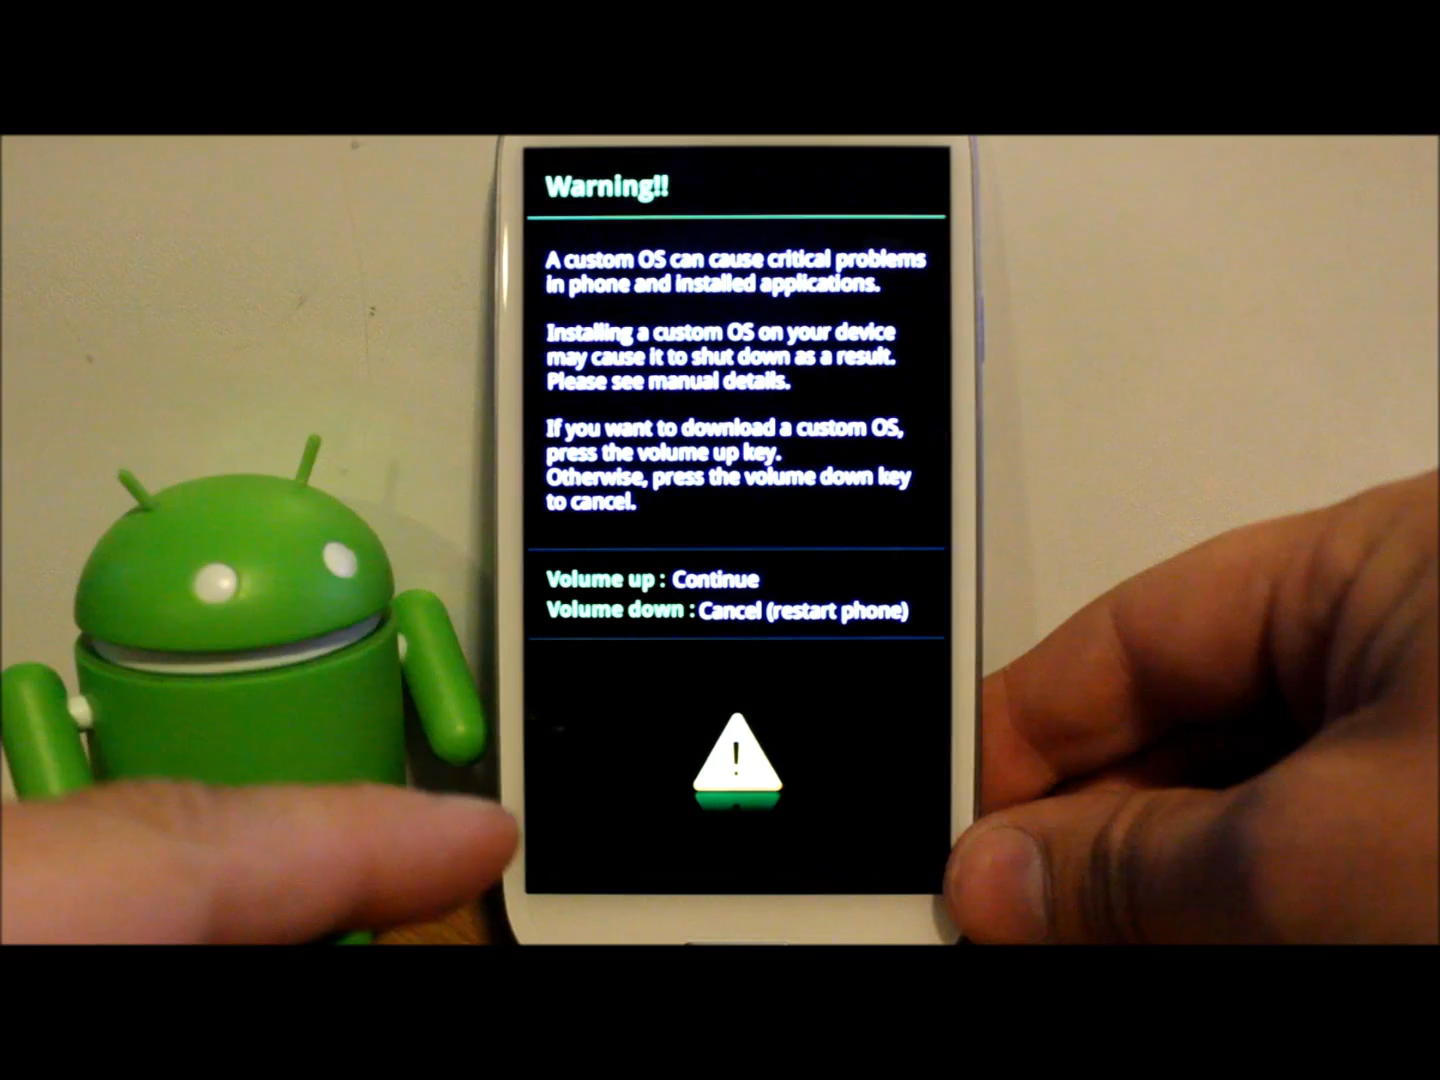 Warning!!
A custom OS can cause critical problems
in phone and installed applications.
Installing a custom OS on your device
may cause it to shut down as a result.
Please see manual details.
If you want to download a custom OS,
press the volume up key.
Otherwise, press the volume down key
to cancel.
Volume up : Continue
Volume down : Cancel (restart phone)
!